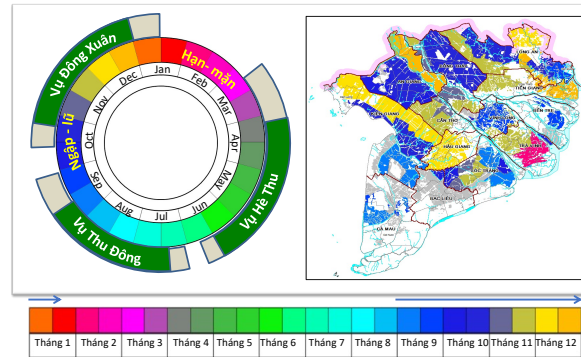 Vụ Đông Xuân
Hạn- mặn
Ngập - lũ
Vụ Hè Thu
Vụ Thu Đông
Jan
Feb
Mar
Apr
May
Jun
Jul
Aug
Sep
Oct
Nov
Dec
LONG AN
TIỀN GIANG
BẾN TRE
CẦN THƠ
HẬU GIANG
SÓC TRĂNG
BẠC LIÊU
CÀ MAU
Tháng 1 Tháng 2 Tháng 3 Tháng 4 Tháng 5 Tháng 6 Tháng 7 Tháng 8 Tháng 9 Tháng 10 Tháng 11 Tháng 12